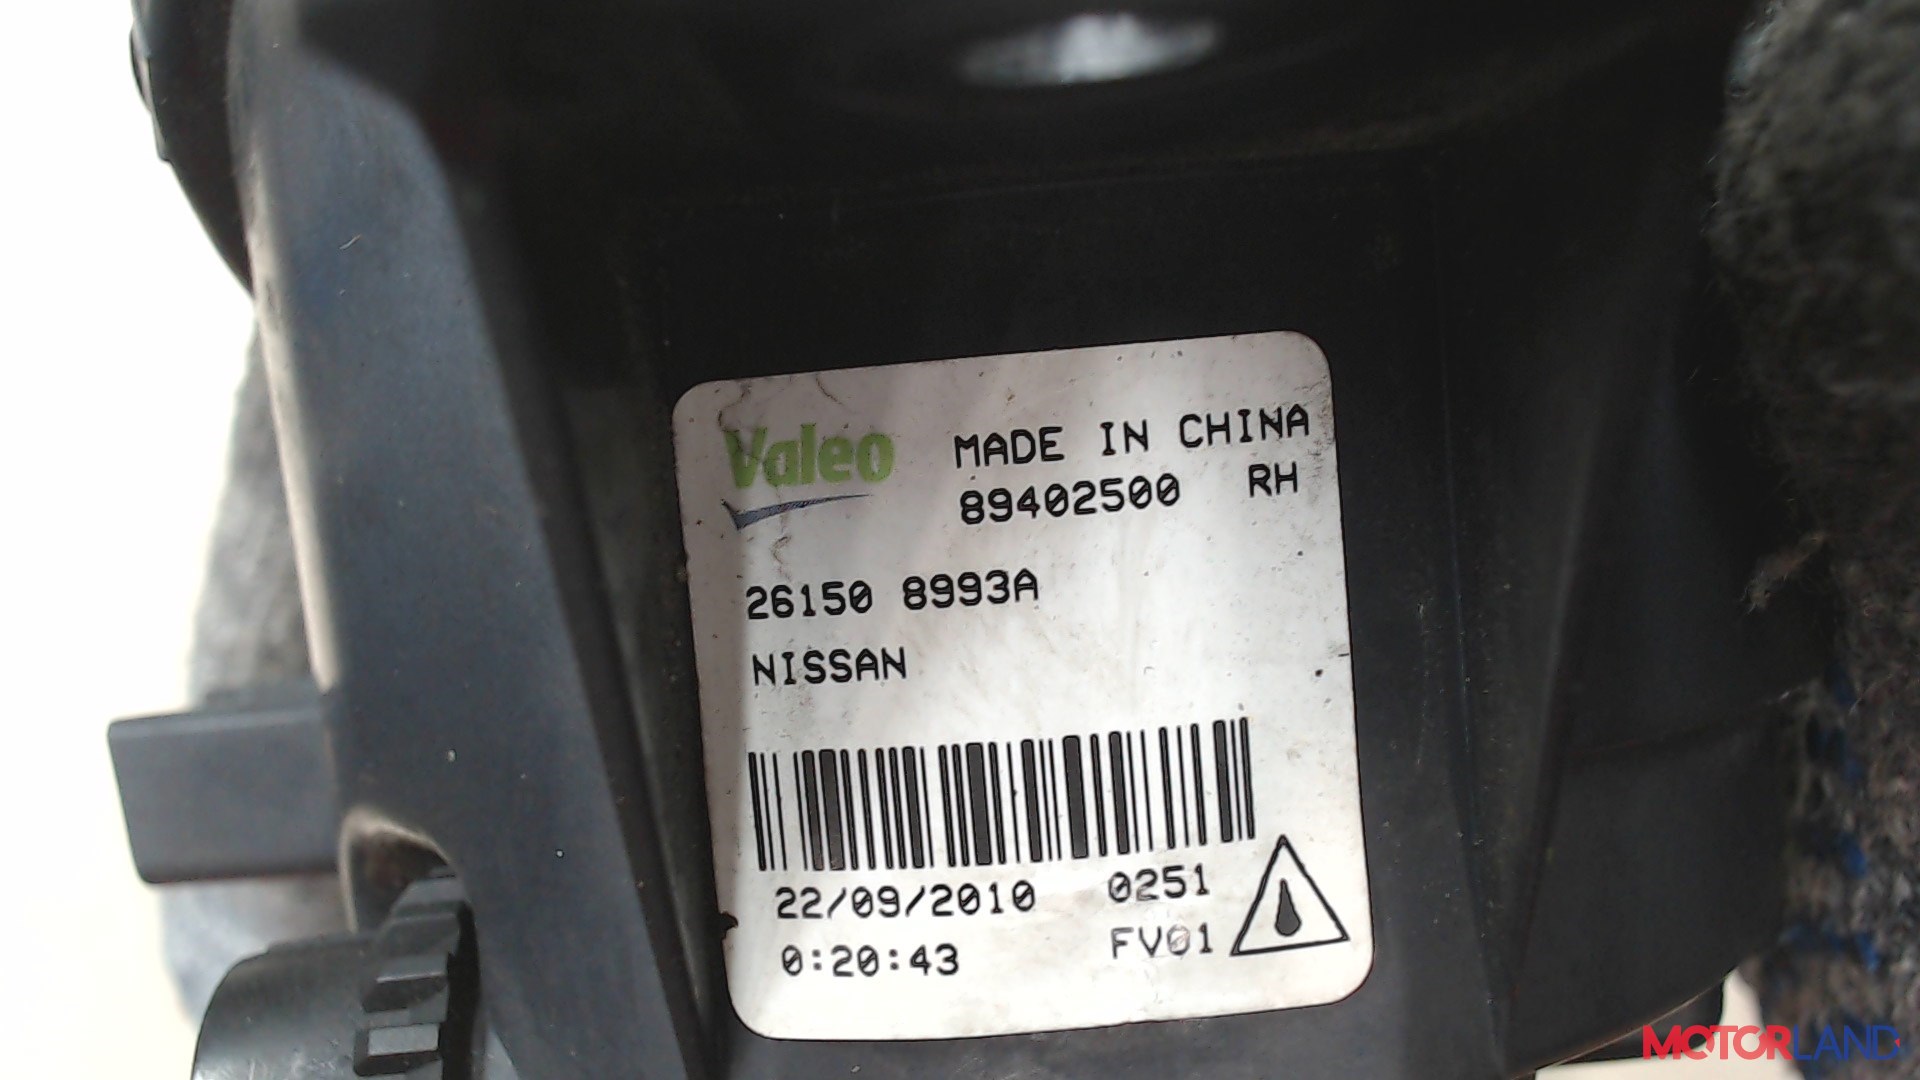 Valeo MADE IN CHINA
89402500 RH
26150 8993A
NISSAN
22/09/2010 0251
0:20:43 FV01
MOTORLAND